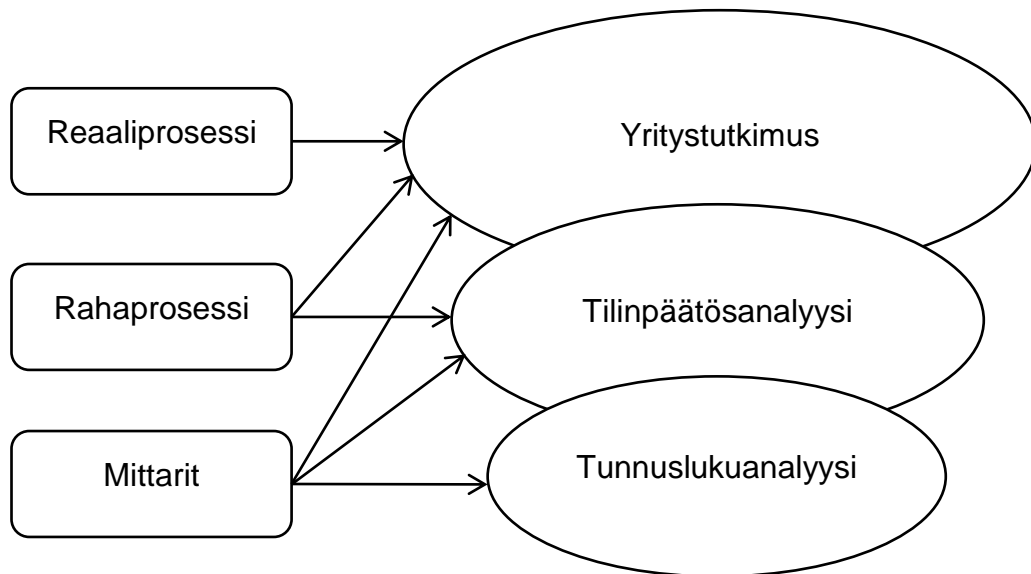 Reaaliprosessi
Yritystutkimus
Rahaprosessi
Tilinpäätösanalyysi
Mittarit
Tunnuslukuanalyysi